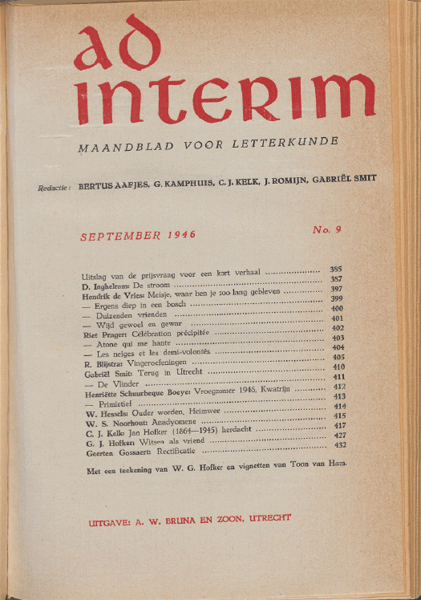 ad
interim
MAANDBLAD VOOR LETTERKUNDE
Redactie: BERTUS AAFJES, G. KAMPHUIS, C. J. KELK, J. ROMIJN, GABRIËL SMIT
SEPTEMBER 1946 No. 9
Uitslag van de prijsvraag voor een kort verhaal 385
D. Inghelram: De stroom 387
Hendrik de Vries: Meisje, waar ben je zoo lang gebleven 397
— Ergens diep in een bosch 399
— Duizenden vrienden 400
— Wijd gewoel en gewar 401
Riet Prager: Célébration précipitée 402
— Atone qui me hante 403
— Les neiges et les demi-volontés 404
R. Blijstra: Vingeroefeningen 405
Gabriël Smit: Terug in Utrecht 410
— De Vlinder 411
Henriëtte Schuurbeque Boeye: Vroegzomer 1946, Kwatrijn 412
— Primietief 413
W. Hessels: Ouder worden, Heimwee 414
W. S. Noorhout: Anadyomene 415
C. J. Kelk: Jan Hofker (1864—1945) herdacht 417
G. J. Hofker: Witsen als vriend 427
Geerten Gossaert: Rectificatie 432
Met een teekening van W. G. Hofker en vignetten van Toon van Ham.
UITGAVE: A. W. BRUNA EN ZOON, UTRECHT